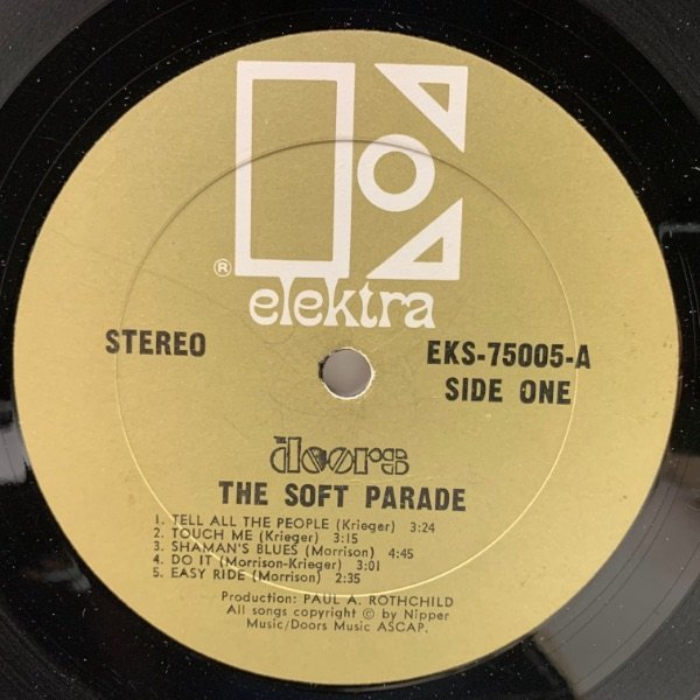 ®
elektra
STEREO
EKS-75005-A
SIDE ONE
THE doors
THE SOFT PARADE
1. TELL ALL THE PEOPLE (Krieger) 3:24
2. TOUCH ME (Krieger) 3:15
3. SHAMAN'S BLUES (Morrison) 4:45
4. DO IT (Morrison-Krieger) 3:01
5. EASY RIDE (Morrison) 2:35
Production: PAUL A. ROTHCHILD
All songs copyright © by Nipper
Music/Doors Music ASCAP.